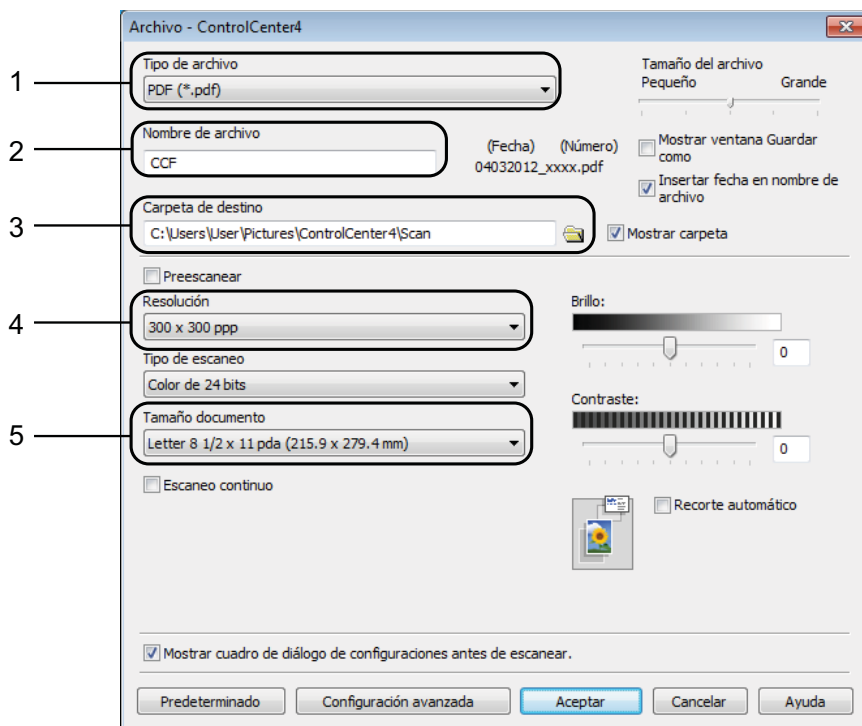 Archivo - ControlCenter4
1
Tipo de archivo
PDF (*.pdf)
Tamaño del archivo
Pequeño Grande
2
Nombre de archivo
CCF
(Fecha) (Número)
04032012_xxxx.pdf
Mostrar ventana Guardar
como
Insertar fecha en nombre de
archivo
3
Carpeta de destino
C:\Users\User\Pictures\ControlCenter4\Scan
Mostrar carpeta
Preescanear
4
Resolución
300 x 300 ppp
Tipo de escaneo
Color de 24 bits
5
Tamaño documento
Letter 8 1/2 x 11 pda (215.9 x 279.4 mm)
Escaneo continuo
Brillo:
0
Contraste:
0
Recorte automático
Mostrar cuadro de diálogo de configuraciones antes de escanear.
Predeterminado Configuración avanzada Aceptar Cancelar Ayuda